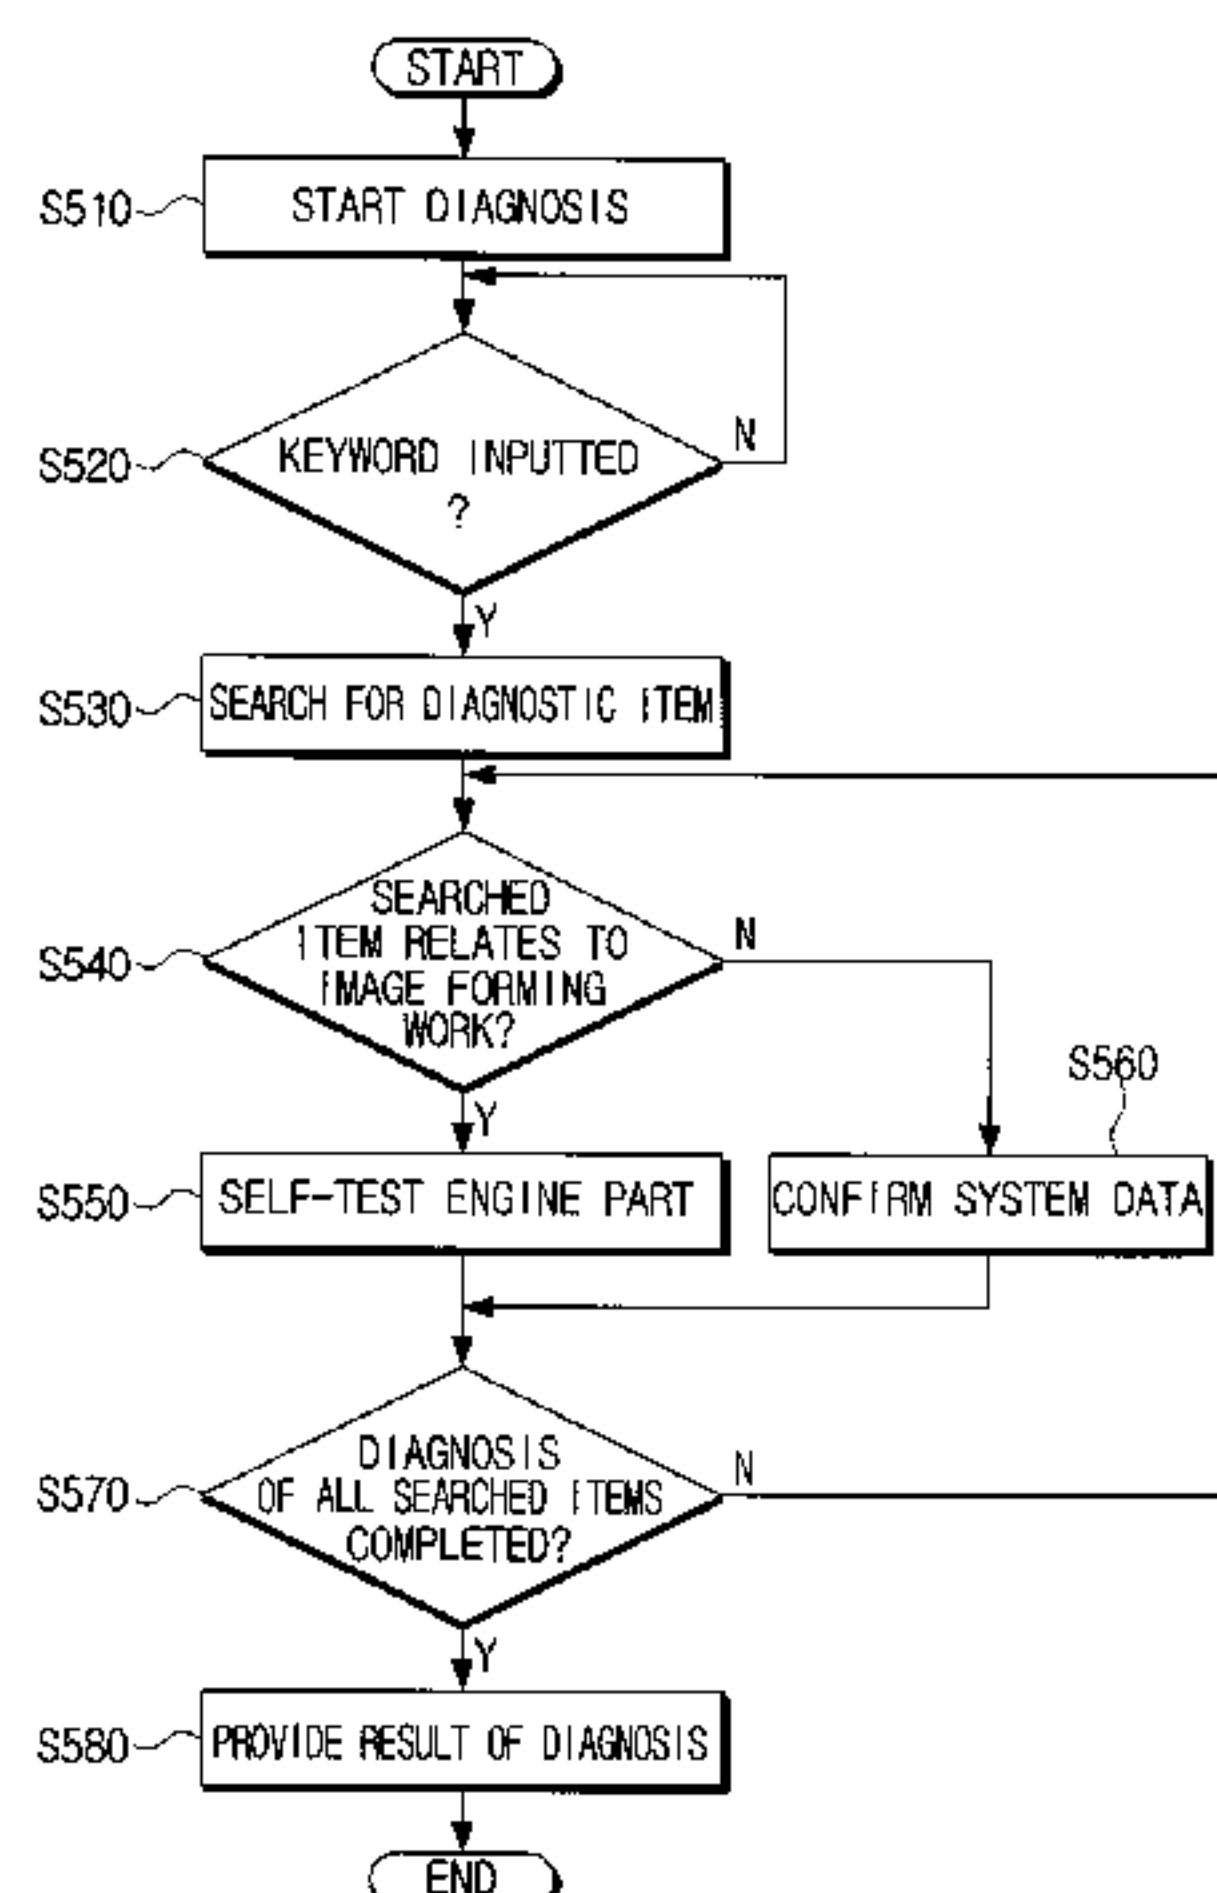 START
S510
START DIAGNOSIS
S520
KEYWORD INPUTTED
?
N
Y
S530
SEARCH FOR DIAGNOSTIC ITEM
S540
SEARCHED
ITEM RELATES TO
IMAGE FORMING
WORK?
N
Y
S550
SELF-TEST ENGINE PART
S560
CONFIRM SYSTEM DATA
S570
DIAGNOSIS
OF ALL SEARCHED ITEMS
COMPLETED?
N
Y
S580
PROVIDE RESULT OF DIAGNOSIS
END